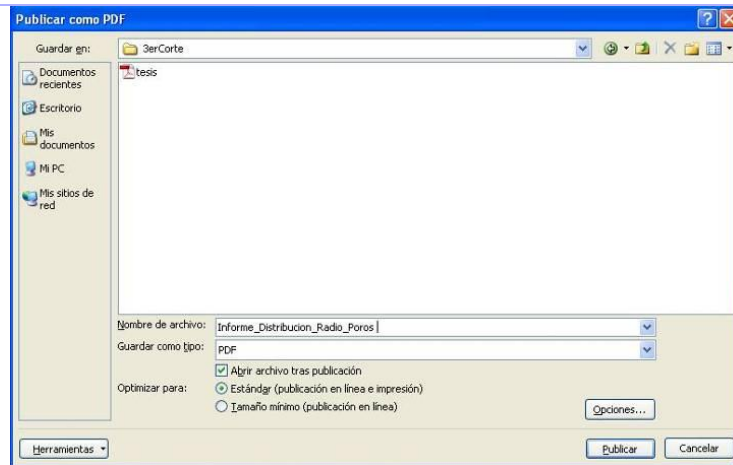 Publicar como PDF
Guardar en:
3erCorte
Documentos
recientes
Escritorio
Mis
documentos
Mi PC
Mis sitios de
red
tesis
Nombre de archivo:
Informe_Distribucion_Radio_Poros
Guardar como tipo:
PDF
Abrir archivo tras publicación
Optimizar para:
Estándar (publicación en línea e impresión)
Tamaño mínimo (publicación en línea)
Opciones...
Herramientas
Publicar
Cancelar